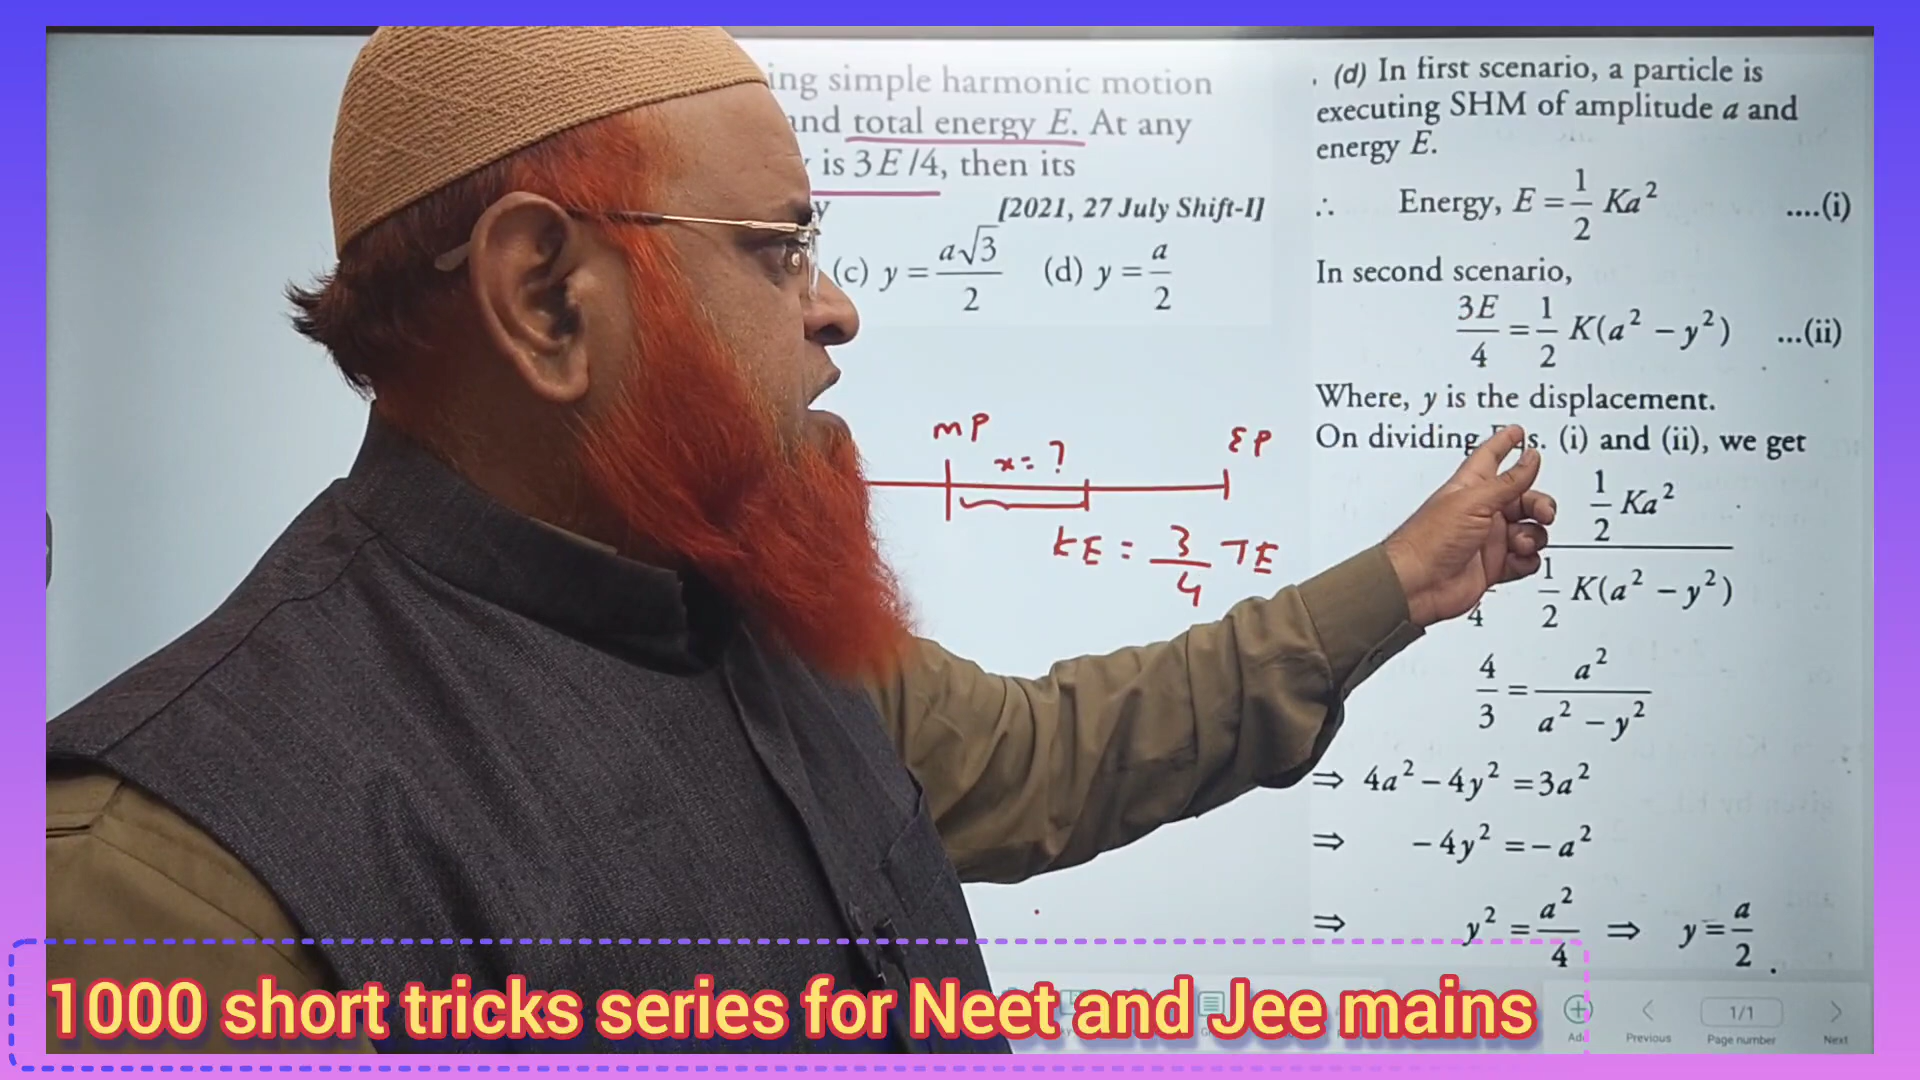 ing simple harmonic motion
and total energy E. At any
is 3E/4, then its
y
[2021, 27 July Shift-I]
(c) y = a√3/2 (d) y = a/2
MP
x = ?
EP
KE = 3/4 TE
(d) In first scenario, a particle is
executing SHM of amplitude a and
energy E.
∴ Energy, E = 1/2 Ka² ....(i)
In second scenario,
3E/4 = 1/2 K(a² – y²) ...(ii)
Where, y is the displacement.
On dividing Eqs. (i) and (ii), we get
1/2 Ka²
4 1/2 K(a² – y²)
4/3 = a²/a² – y²
⇒ 4a² – 4y² = 3a²
⇒ – 4y² = – a²
⇒ y² = a²/4 ⇒ y = a/2 .
1000 short tricks series for Neet and Jee mains
Add
Previous
1/1
Page number
Next